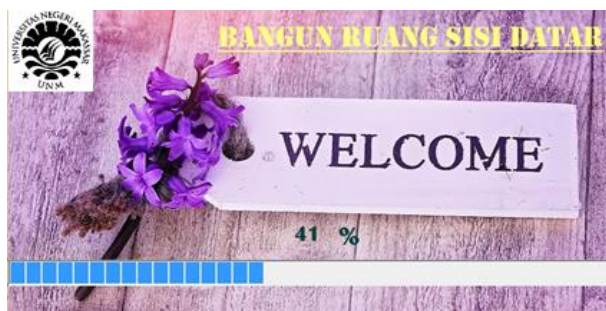 UNIVERSITAS NEGERI MAKASSAR
UNM
BANGUN RUANG SISI DATAR
WELCOME
41 %